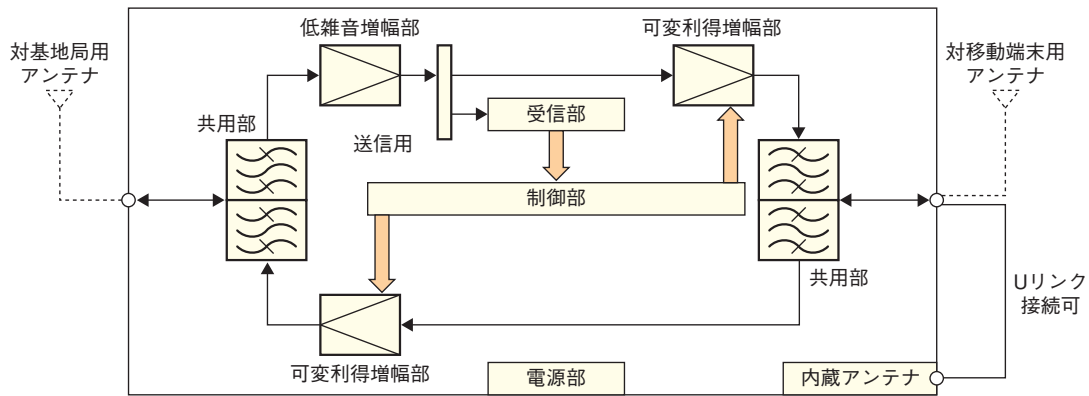 低雑音増幅部
可変利得増幅部
対基地局用
アンテナ
対移動端末用
アンテナ
共用部
受信部
送信用
制御部
共用部
Uリンク
接続可
可変利得増幅部
電源部
内蔵アンテナ